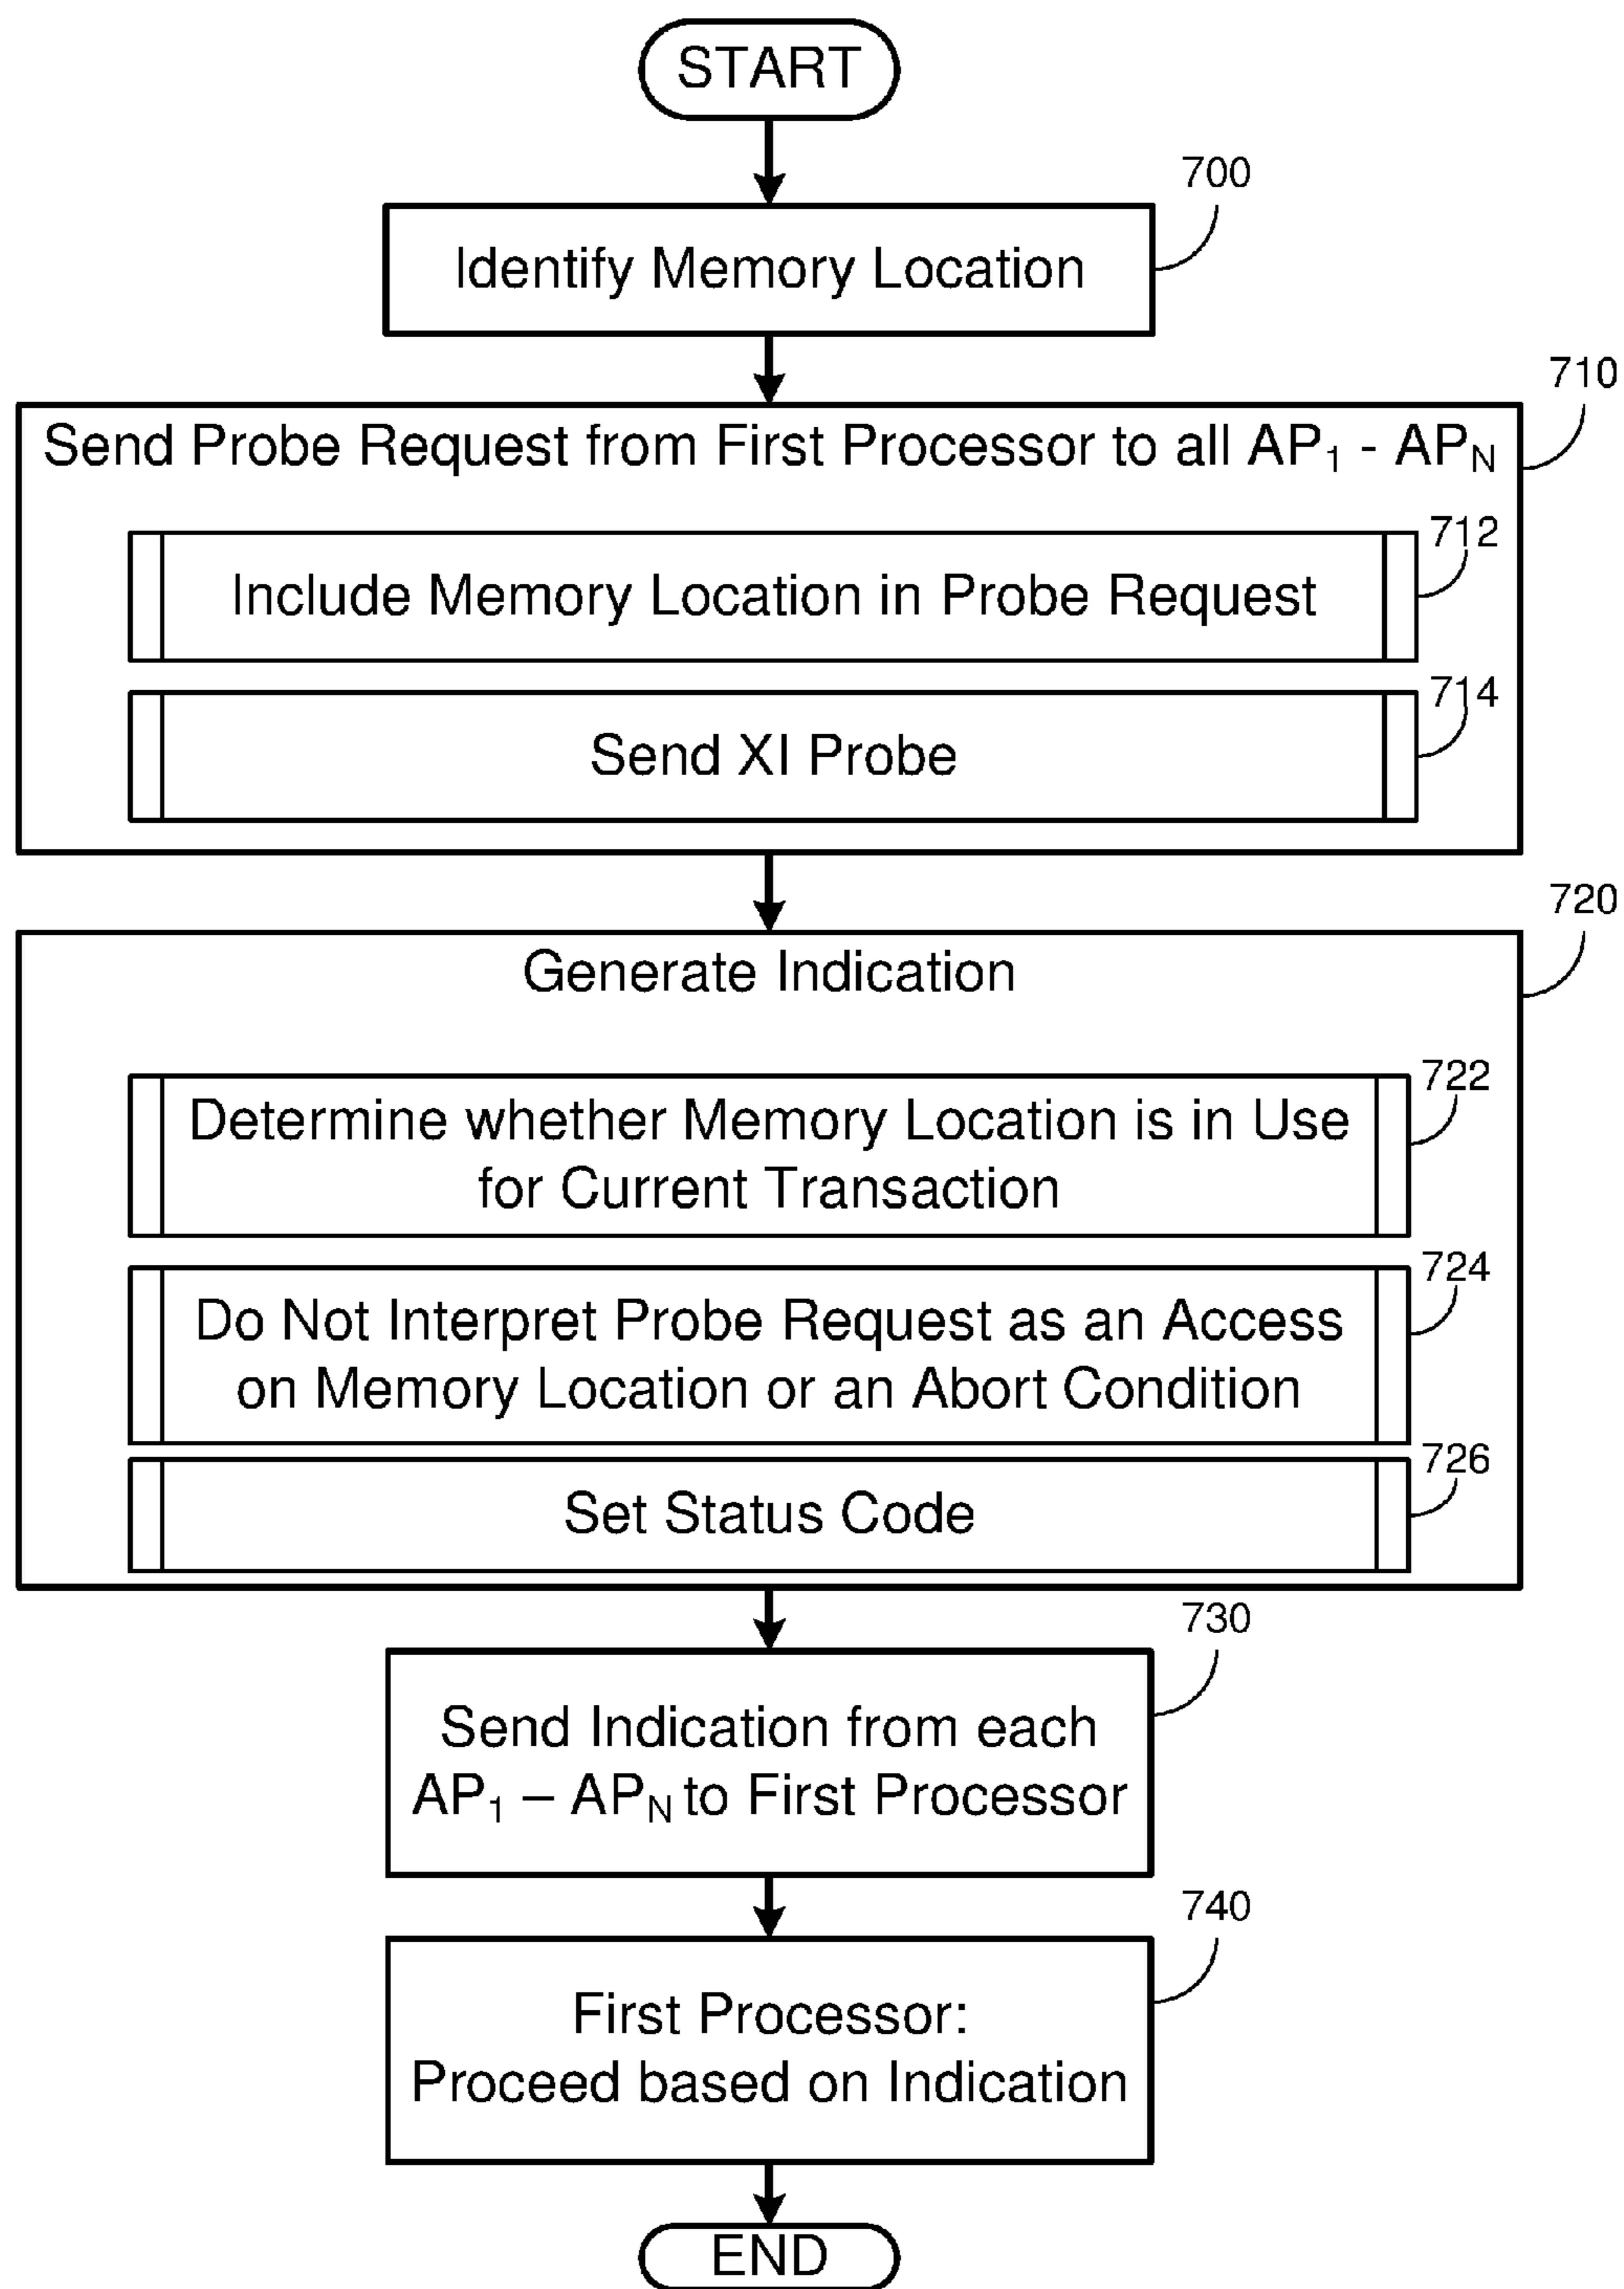 START
700
Identify Memory Location
710
Send Probe Request from First Processor to all AP₁ - APN
712
Include Memory Location in Probe Request
714
Send XI Probe
720
Generate Indication
722
Determine whether Memory Location is in Use
for Current Transaction
724
Do Not Interpret Probe Request as an Access
on Memory Location or an Abort Condition
726
Set Status Code
730
Send Indication from each
AP₁ – APN to First Processor
740
First Processor:
Proceed based on Indication
END